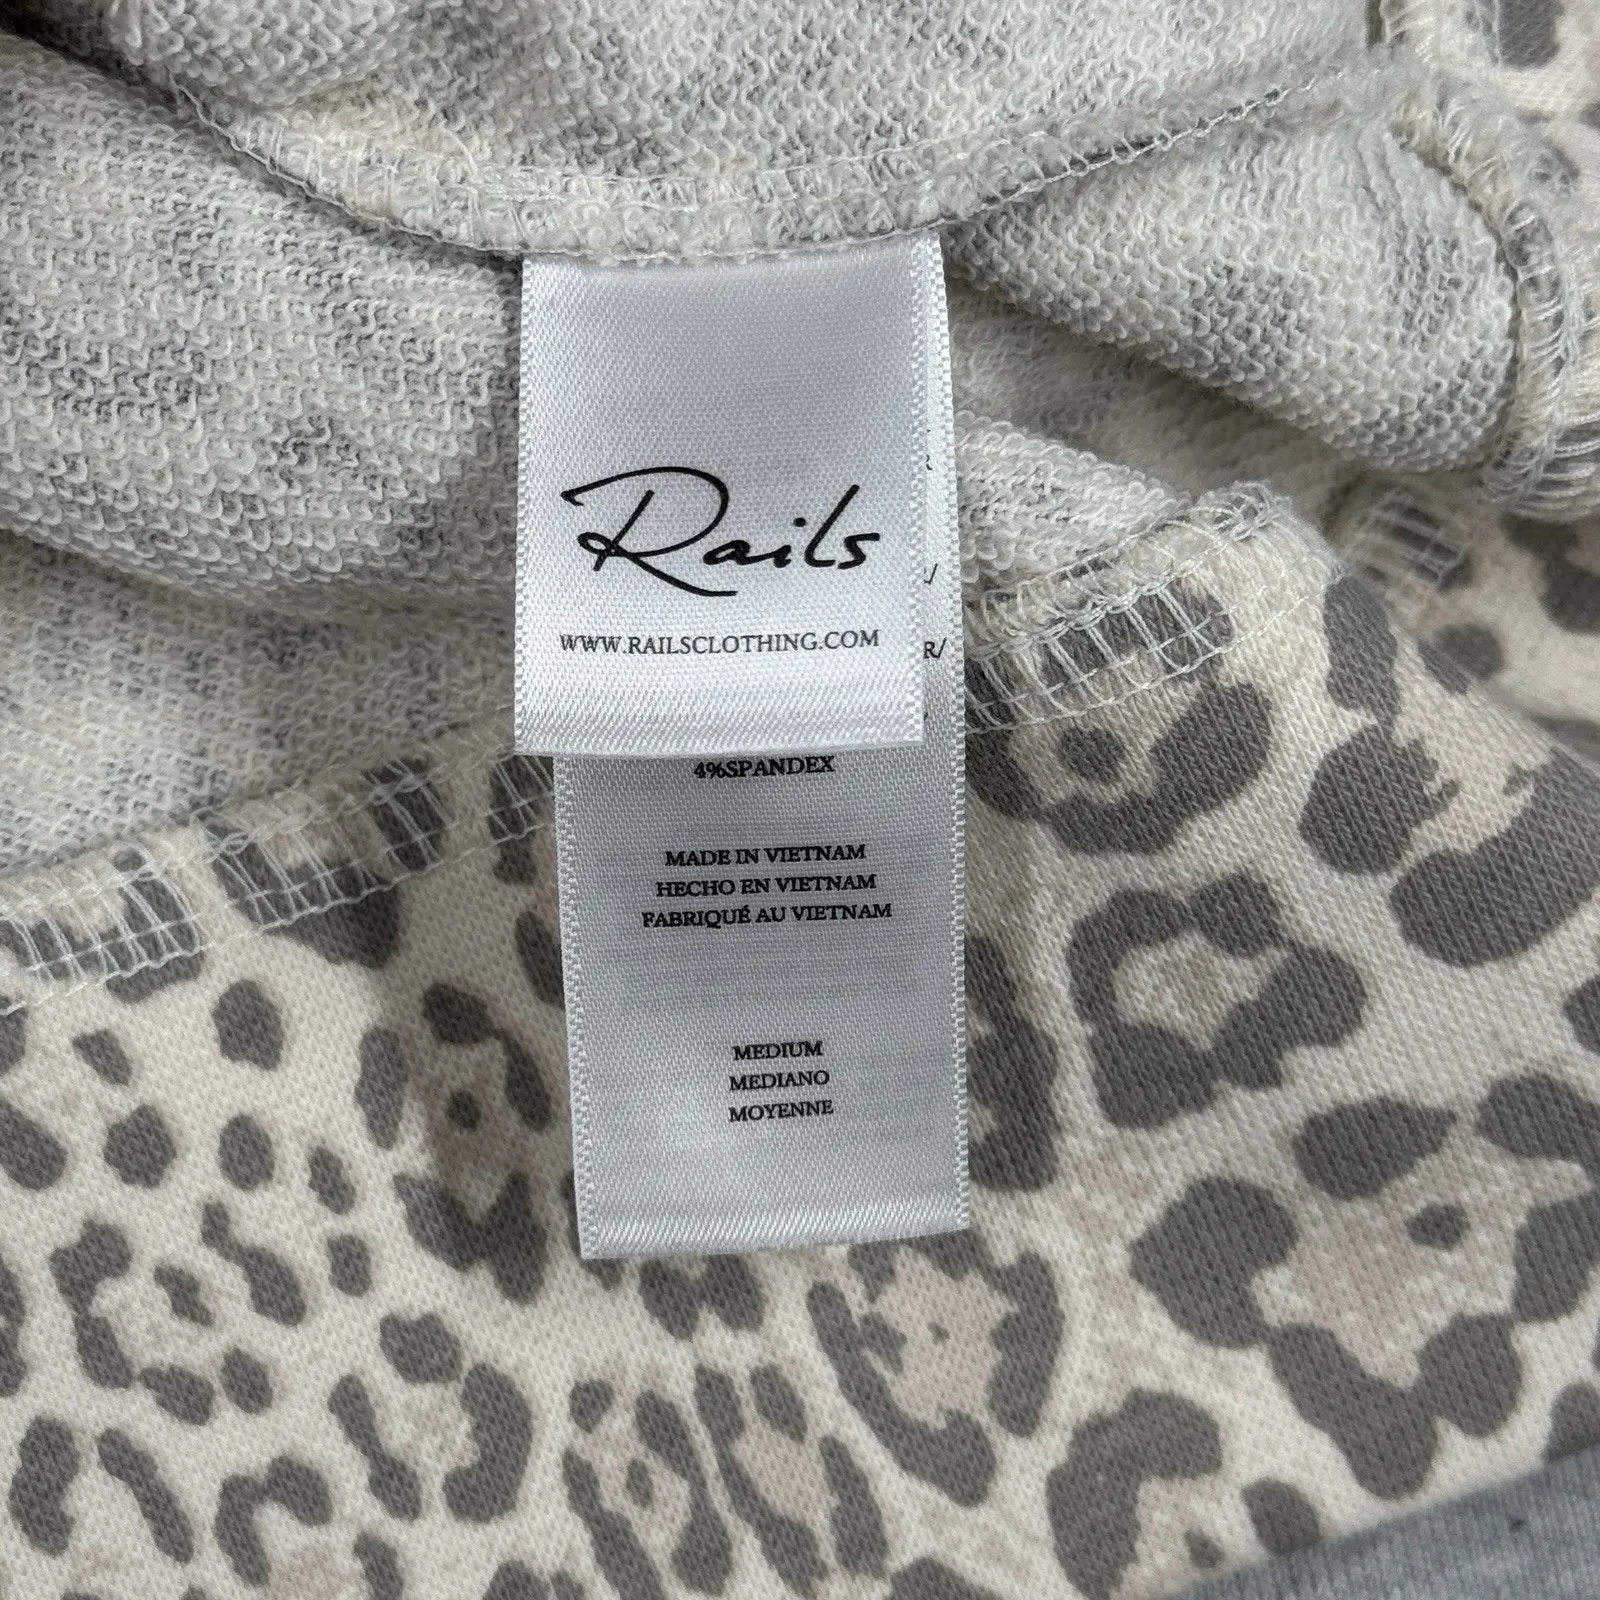 Rails
WWW.RAILSCLOTHING.COM
R/
4%SPANDEX
MADE IN VIETNAM
HECHO EN VIETNAM
FABRIQUÉ AU VIETNAM
MEDIUM
MEDIANO
MOYENNE